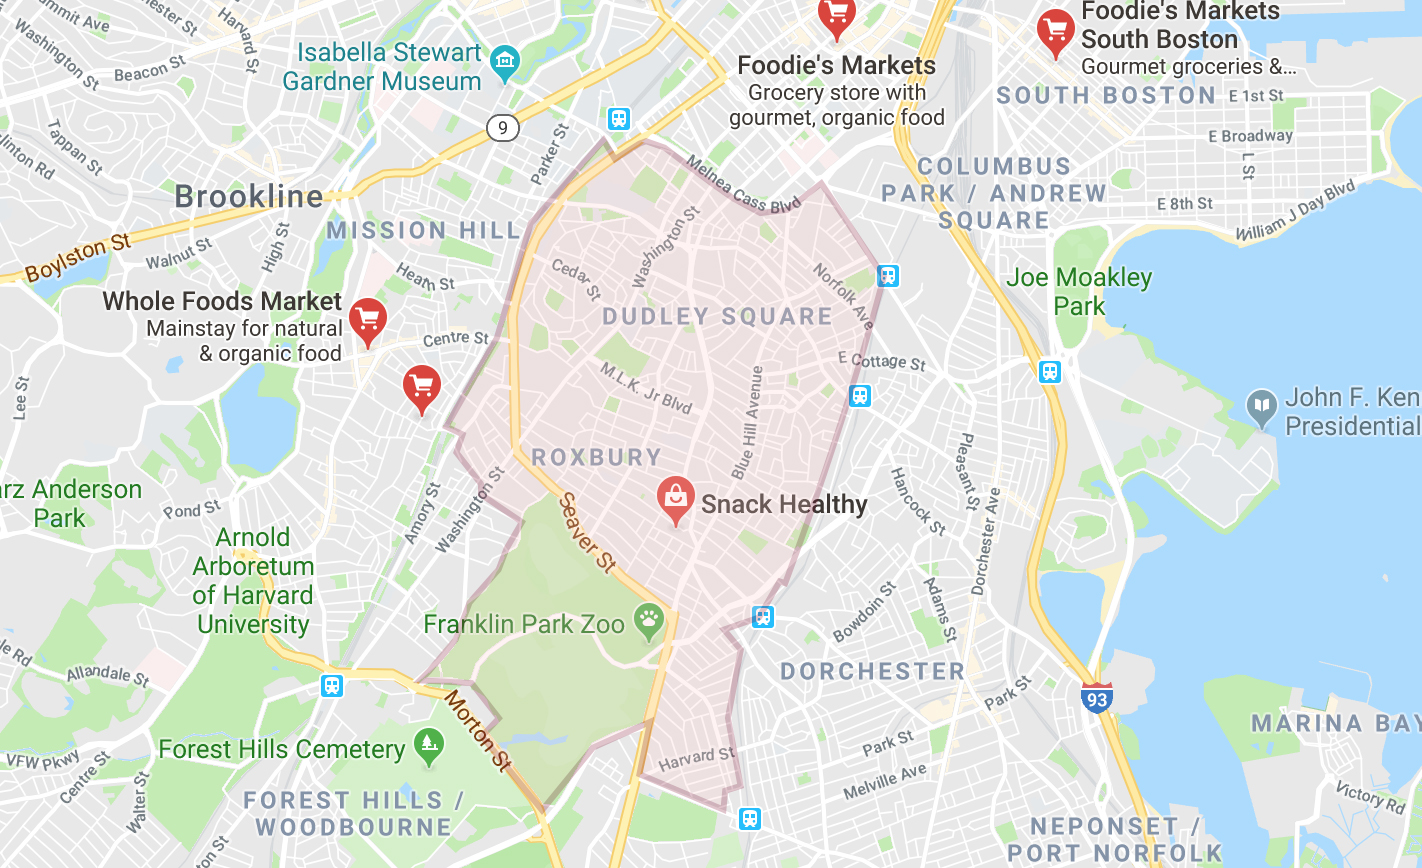 Foodie's Markets
South Boston
Gourmet groceries &...
Summit Ave
Harvard St
Isabella Stewart
Gardner Museum
Washington St
Beacon St
Foodie's Markets
Grocery store with
gourmet, organic food
SOUTH BOSTON
E 1st St
9
Tappan St
Parker St
E Broadway
L St
linton Rd
Melnea Cass Blvd
COLUMBUS
PARK / ANDREW
SQUARE
Brookline
E 8th St
William J Day Blvd
MISSION HILL
Boylston St
Walnut St
High St
Washington St
Heath St
Cedar St
Norfolk Ave
Joe Moakley
Park
Whole Foods Market
Mainstay for natural
& organic food
DUDLEY SQUARE
Centre St
E Cottage St
Lee St
M.L.K. Jr Blvd
Blue Hill Avenue
John F. Ken
Presidential
ROXBURY
Pleasant St
arz Anderson
Park
Pond St
Amory St
Washington St
Seaver St
Snack Healthy
Hancock St
Dorchester Ave
Arnold
Arboretum
of Harvard
University
Franklin Park Zoo
Bowdoin St
Adams St
le Rd
Allandale St
DORCHESTER
Park St
93
Morton St
MARINA BAY
Forest Hills Cemetery
VFW Pkwy
Centre St
Walter St
Harvard St
Park St
Melville Ave
Victory Rd
FOREST HILLS /
WOODBOURNE
NEPONSET /
PORT NORFOLK
on St